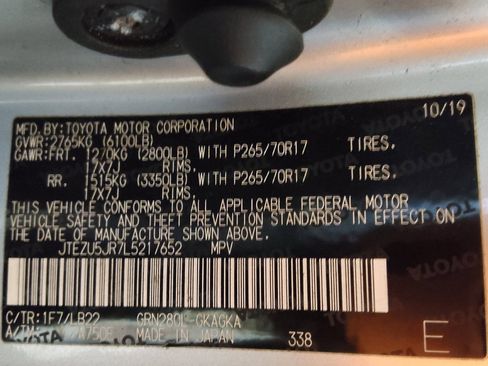 MFD.BY:TOYOTA MOTOR CORPORATION 10/19
GVWR:2765KG (6100LB)
GAWR:FRT. 1270KG (2800LB) WITH P265/70R17 TIRES.
17X7J RIMS.
RR. 1515KG (3350LB) WITH P265/70R17 TIRES.
17X7J RIMS.
THIS VEHICLE CONFORMS TO ALL APPLICABLE FEDERAL MOTOR
VEHICLE SAFETY AND THEFT PREVENTION STANDARDS IN EFFECT ON
THE DATE OF MANUFACTURE SHOWN ABOVE.
JTEZU5JR7L5217652 MPV
C/TR:1F7/LB22 GRN280L-GKAGKA
A/TM: MADE IN JAPAN 338 E